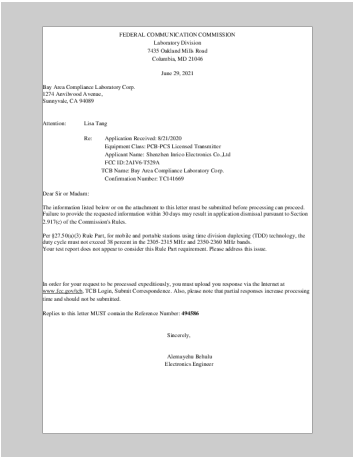 FEDERAL COMMUNICATION COMMISSION
Laboratory Division
7435 Oakland Mills Road
Columbia, MD 21046
June 29, 2021
Bay Area Compliance Laboratory Corp.
1274 Anvilwood Avenue,
Sunnyvale, CA 94089
Attention: Lisa Tang
Re: Application Received: 8/21/2020
Equipment Class: PCB-PCS Licensed Transmitter
Applicant Name: Shenzhen Inrico Electronics Co.,Ltd
FCC ID: 2AIV6-T529A
TCB Name: Bay Area Compliance Laboratory Corp.
Confirmation Number: TC141669
Dear Sir or Madam:
The information listed below or on the attachment to this letter must be submitted before processing can proceed.
Failure to provide the requested information within 30 days may result in application dismissal pursuant to Section
2.917(c) of the Commission's Rules.
Per §27.50(a)(3) Rule Part, for mobile and portable stations using time division duplexing (TDD) technology, the
duty cycle must not exceed 38 percent in the 2305-2315 MHz and 2350-2360 MHz bands.
Your test report does not appear to consider this Rule Part requirement. Please address this issue.
In order for your request to be processed expeditiously, you must upload you response via the Internet at
www.fcc.gov/tcb, TCB Login, Submit Correspondence. Also, please note that partial responses increase processing
time and should not be submitted.
Replies to this letter MUST contain the Reference Number: 494586
Sincerely,
Alemayehu Bebulu
Electronics Engineer